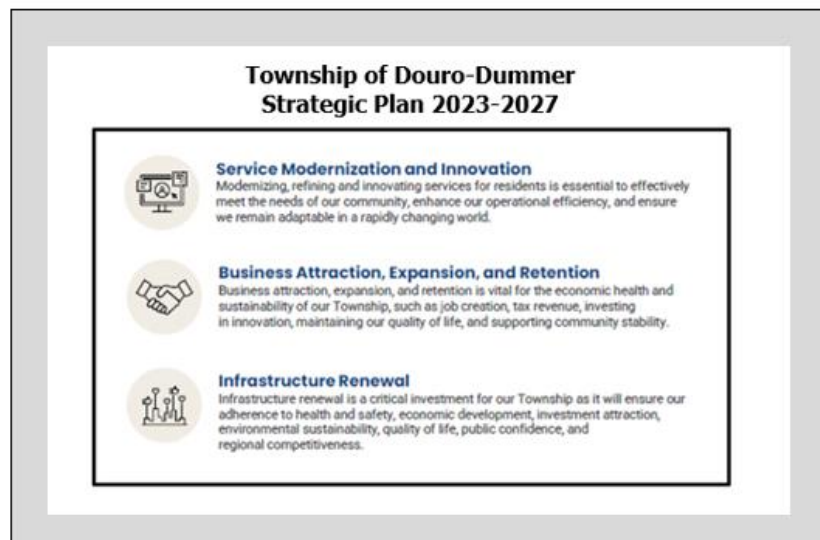 Township of Douro-Dummer
Strategic Plan 2023-2027
Service Modernization and Innovation
Modernizing, refining and innovating services for residents is essential to effectively
meet the needs of our community, enhance our operational efficiency, and ensure
we remain adaptable in a rapidly changing world.
Business Attraction, Expansion, and Retention
Business attraction, expansion, and retention is vital for the economic health and
sustainability of our Township, such as job creation, tax revenue, investing
in innovation, maintaining our quality of life, and supporting community stability.
Infrastructure Renewal
Infrastructure renewal is a critical investment for our Township as it will ensure our
adherence to health and safety, economic development, investment attraction,
environmental sustainability, quality of life, public confidence, and
regional competitiveness.